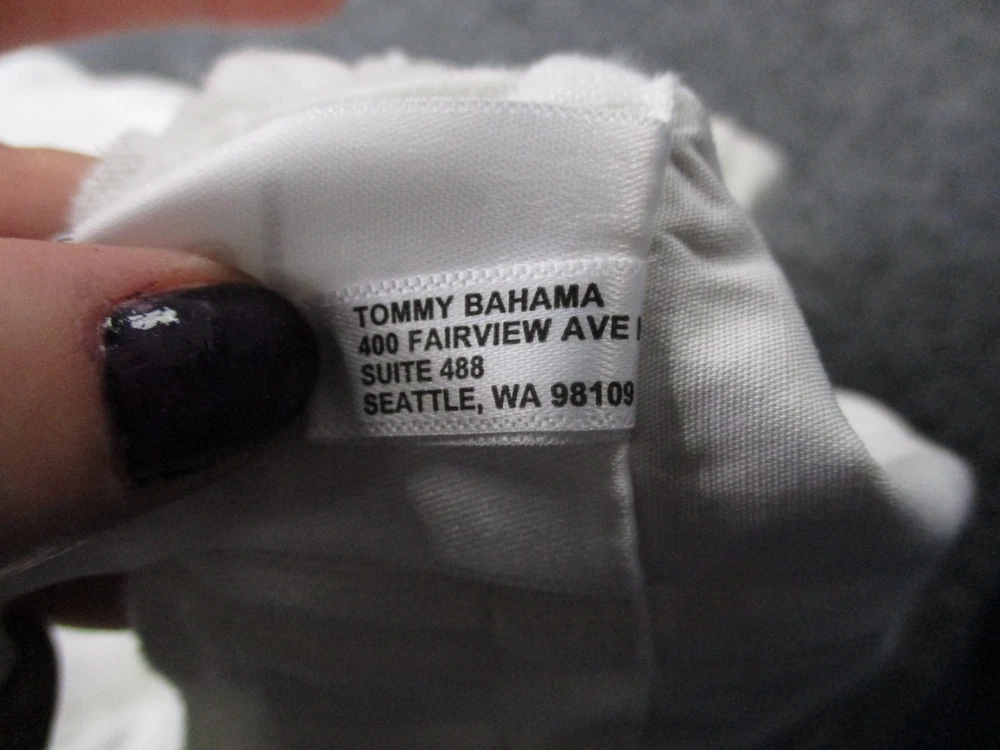 TOMMY BAHAMA
400 FAIRVIEW AVE
SUITE 488
SEATTLE, WA 98109